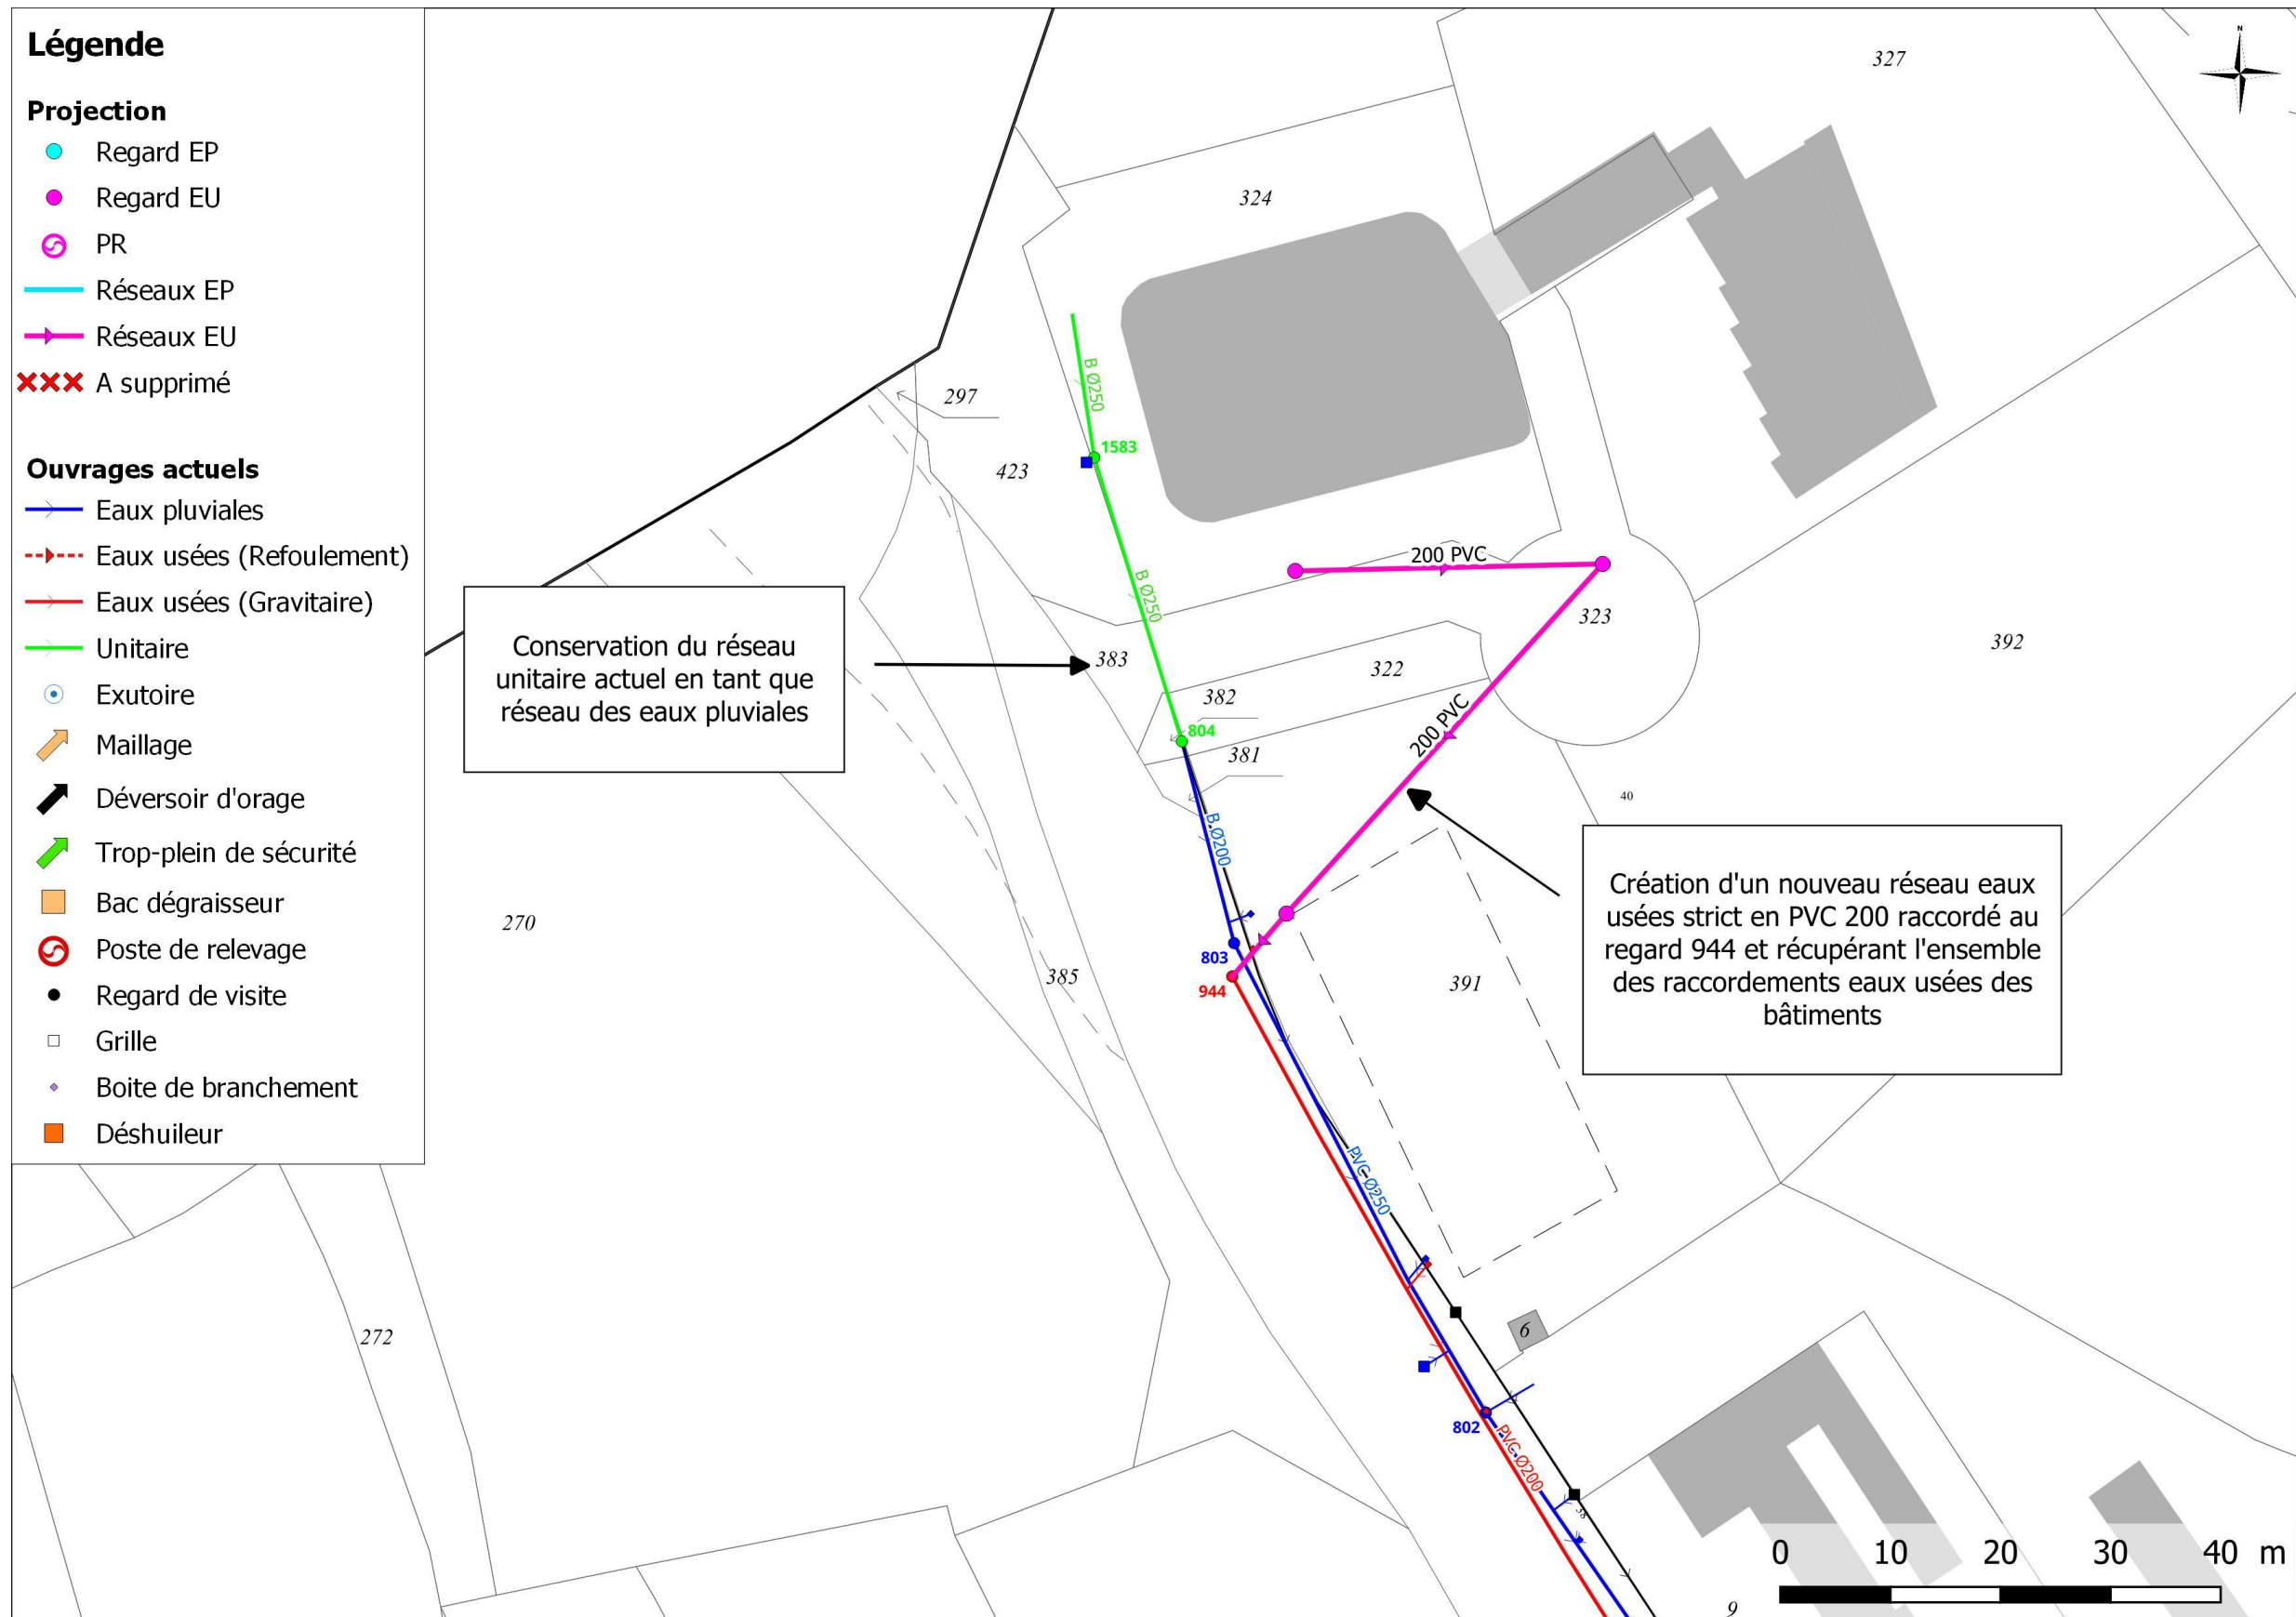 Légende
Projection
Regard EP
Regard EU
PR
Réseaux EP
Réseaux EU
A supprimé
Ouvrages actuels
Eaux pluviales
Eaux usées (Refoulement)
Eaux usées (Gravitaire)
Unitaire
Exutoire
Maillage
Déversoir d'orage
Trop-plein de sécurité
Bac dégraisseur
Poste de relevage
Regard de visite
Grille
Boite de branchement
Déshuileur
N
327
324
297
423
B Ø250
1583
B Ø250
200 PVC
323
392
322
383
382
804
381
200 PVC
40
B Ø200
803
944
391
385
270
272
PVC Ø250
6
802
PVC Ø200
38
9
Conservation du réseau
unitaire actuel en tant que
réseau des eaux pluviales
Création d'un nouveau réseau eaux
usées strict en PVC 200 raccordé au
regard 944 et récupérant l'ensemble
des raccordements eaux usées des
bâtiments
0 10 20 30 40 m